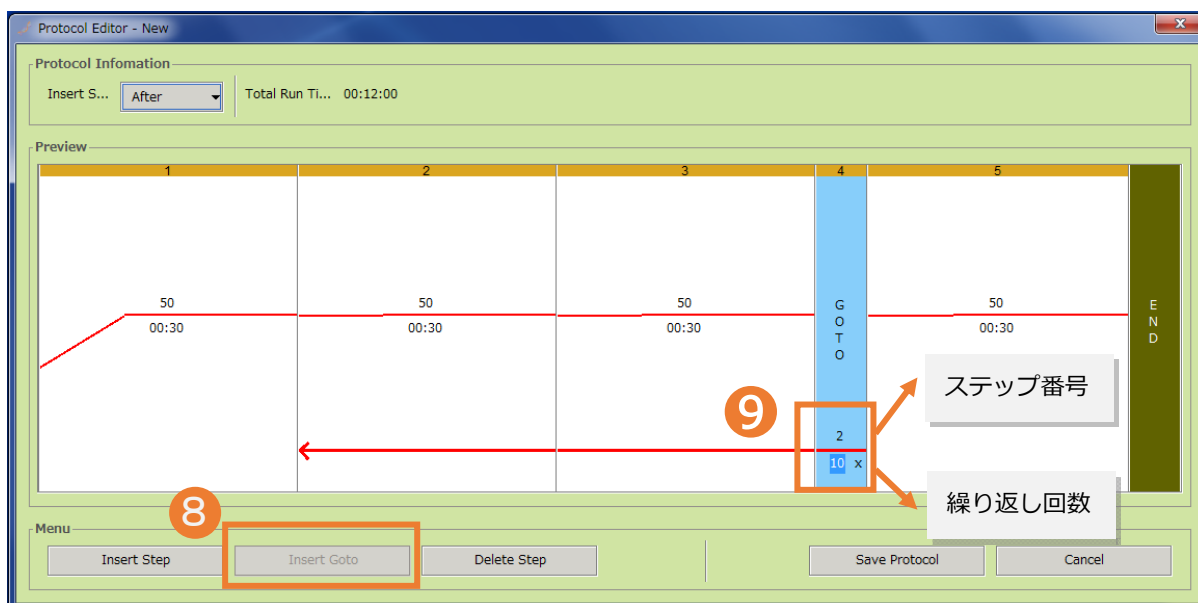 Protocol Editor - New
x
Protocol Infomation
Insert S... After Total Run Ti... 00:12:00
Preview
1 2 3 4 5
50 50 50 50
00:30 00:30 00:30 00:30
G
O
T
O
E
N
D
ステップ番号
9
2
10 x
繰り返し回数
8
Menu
Insert Step Insert Goto Delete Step Save Protocol Cancel